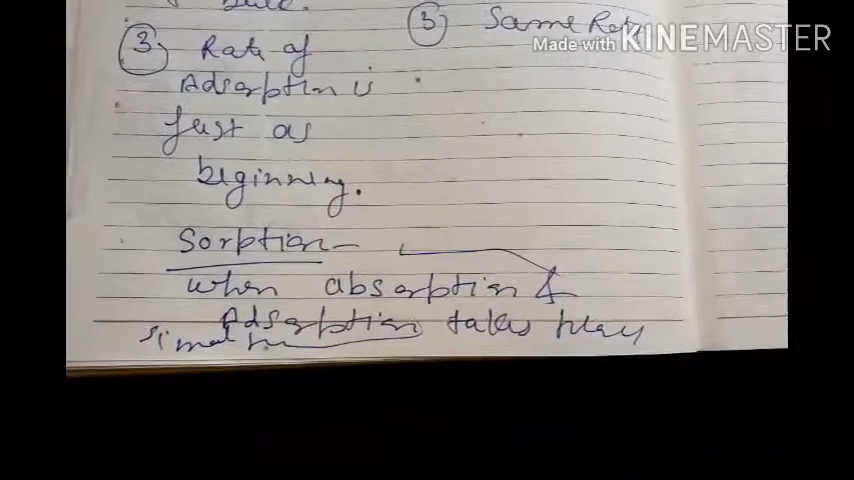 ③ Rate of
Adsorption is
fast as
beginning.
③ Same Rate
Made with KINEMASTER
Sorption –
when absorption &
Adsorption takes place